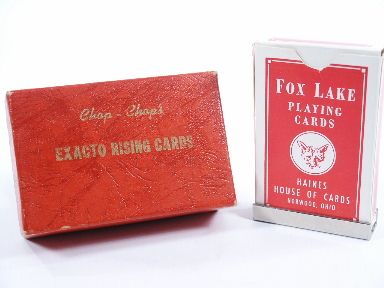 Chop - Chop's
EXACTO RISING CARDS
FOX LAKE
PLAYING
CARDS
HAINES
HOUSE OF CARDS
NORWOOD, OHIO